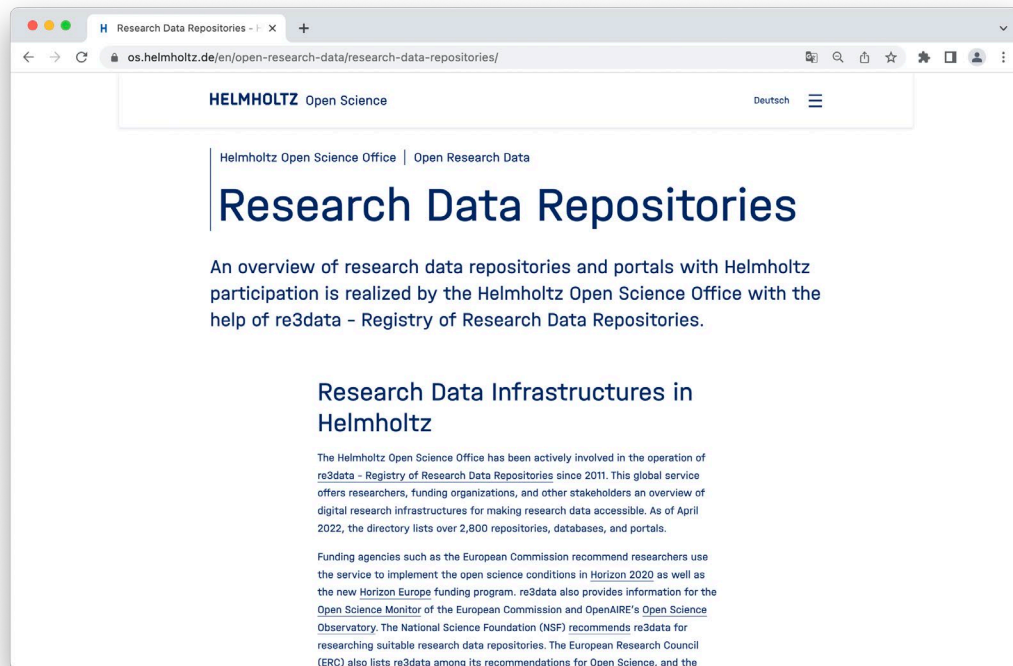 Research Data Repositories - H
os.helmholtz.de/en/open-research-data/research-data-repositories/
HELMHOLTZ Open Science
Deutsch
Helmholtz Open Science Office | Open Research Data
Research Data Repositories
An overview of research data repositories and portals with Helmholtz
participation is realized by the Helmholtz Open Science Office with the
help of re3data - Registry of Research Data Repositories.
Research Data Infrastructures in
Helmholtz
The Helmholtz Open Science Office has been actively involved in the operation of
re3data - Registry of Research Data Repositories since 2011. This global service
offers researchers, funding organizations, and other stakeholders an overview of
digital research infrastructures for making research data accessible. As of April
2022, the directory lists over 2,800 repositories, databases, and portals.
Funding agencies such as the European Commission recommend researchers use
the service to implement the open science conditions in Horizon 2020 as well as
the new Horizon Europe funding program. re3data also provides information for the
Open Science Monitor of the European Commission and OpenAIRE's Open Science
Observatory. The National Science Foundation (NSF) recommends re3data for
researching suitable research data repositories. The European Research Council
(ERC) also lists re3data among its recommendations for Open Science, and the